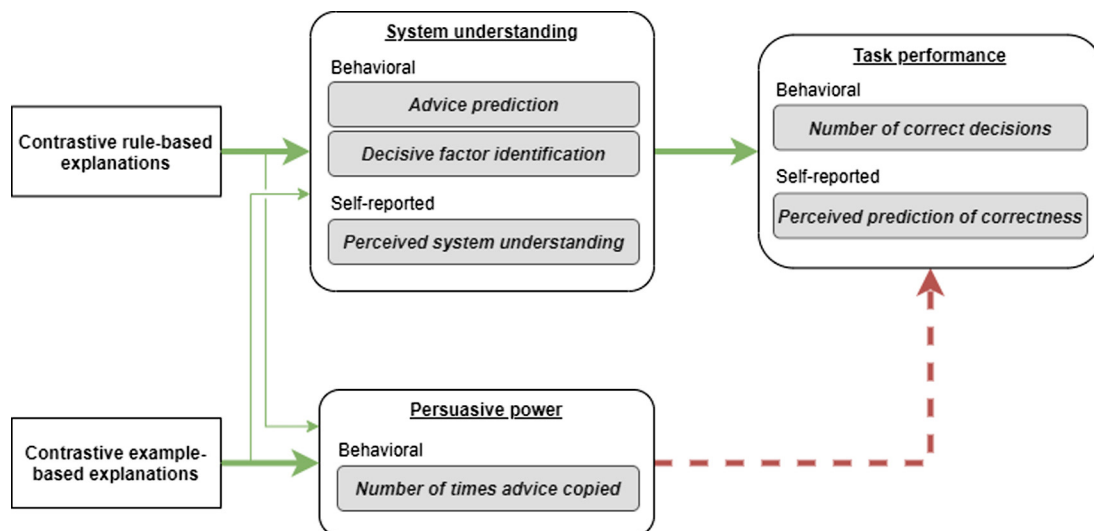 System understanding
Behavioral
Advice prediction
Decisive factor identification
Self-reported
Perceived system understanding
Task performance
Behavioral
Number of correct decisions
Self-reported
Perceived prediction of correctness
Contrastive rule-based
explanations
Contrastive example-
based explanations
Persuasive power
Behavioral
Number of times advice copied